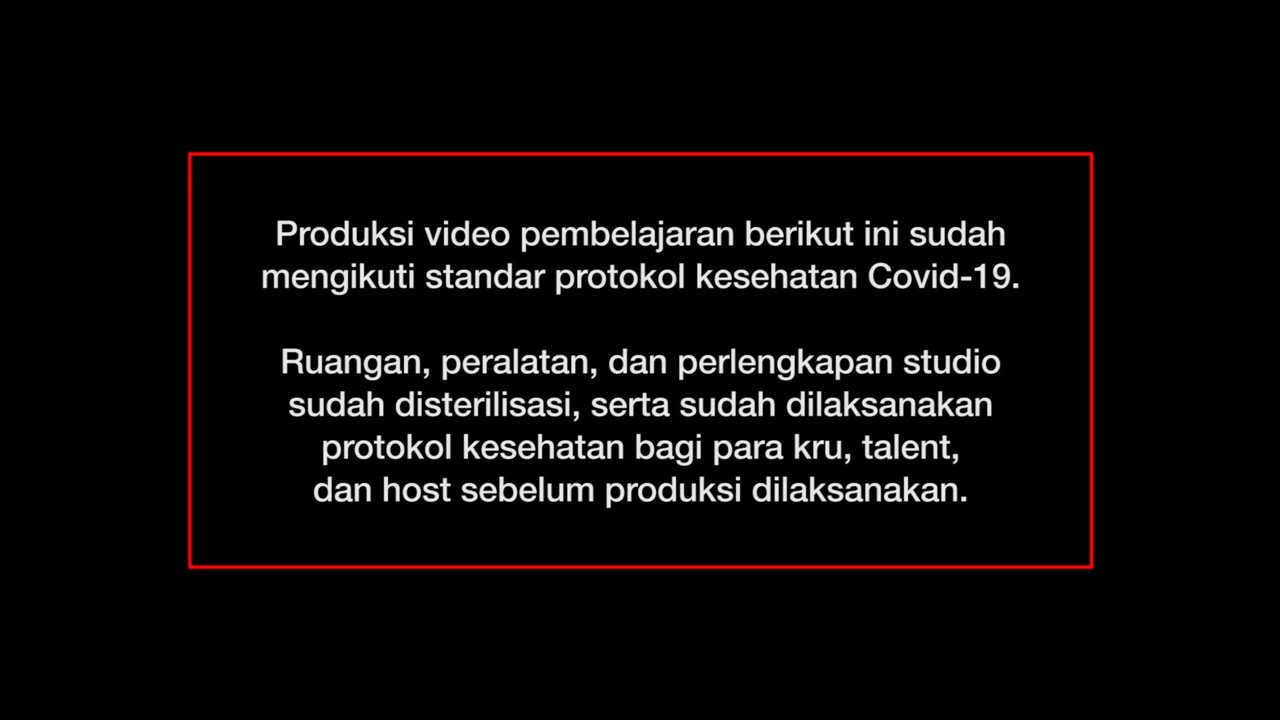 Produksi video pembelajaran berikut ini sudah
mengikuti standar protokol kesehatan Covid-19.
Ruangan, peralatan, dan perlengkapan studio
sudah disterilisasi, serta sudah dilaksanakan
protokol kesehatan bagi para kru, talent,
dan host sebelum produksi dilaksanakan.